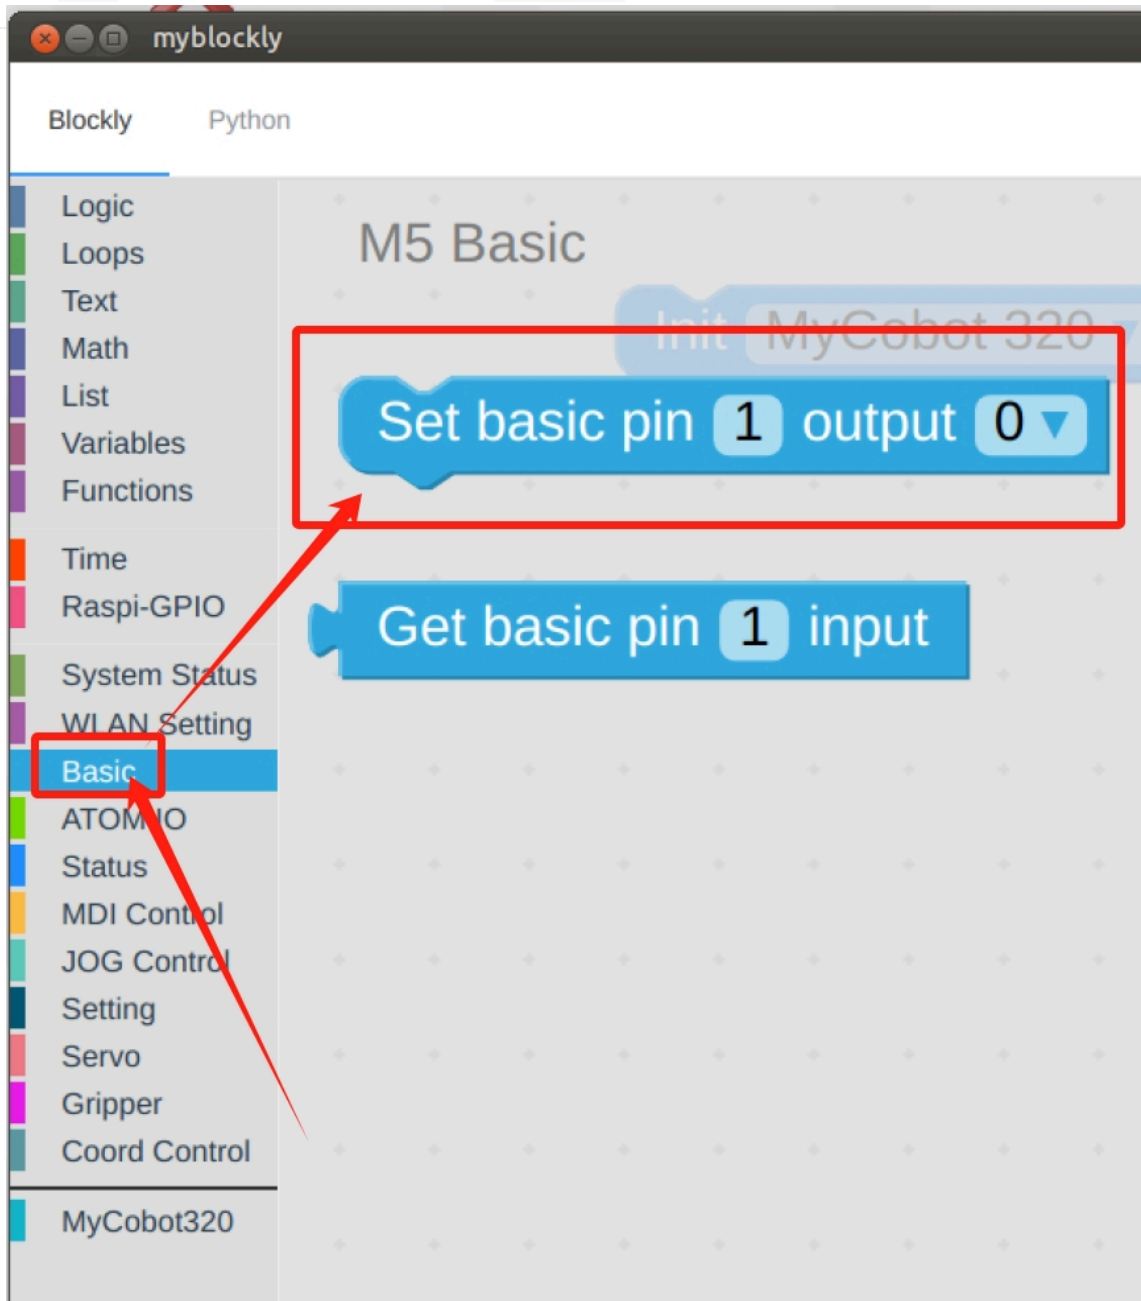 myblockly
Blockly Python
Logic
Loops
Text
Math
List
Variables
Functions
Time
Raspi-GPIO
System Status
WLAN Setting
Basic
ATOM IO
Status
MDI Control
JOG Control
Setting
Servo
Gripper
Coord Control
MyCobot320
M5 Basic
Init MyCobot 320
Set basic pin 1 output 0
Get basic pin 1 input